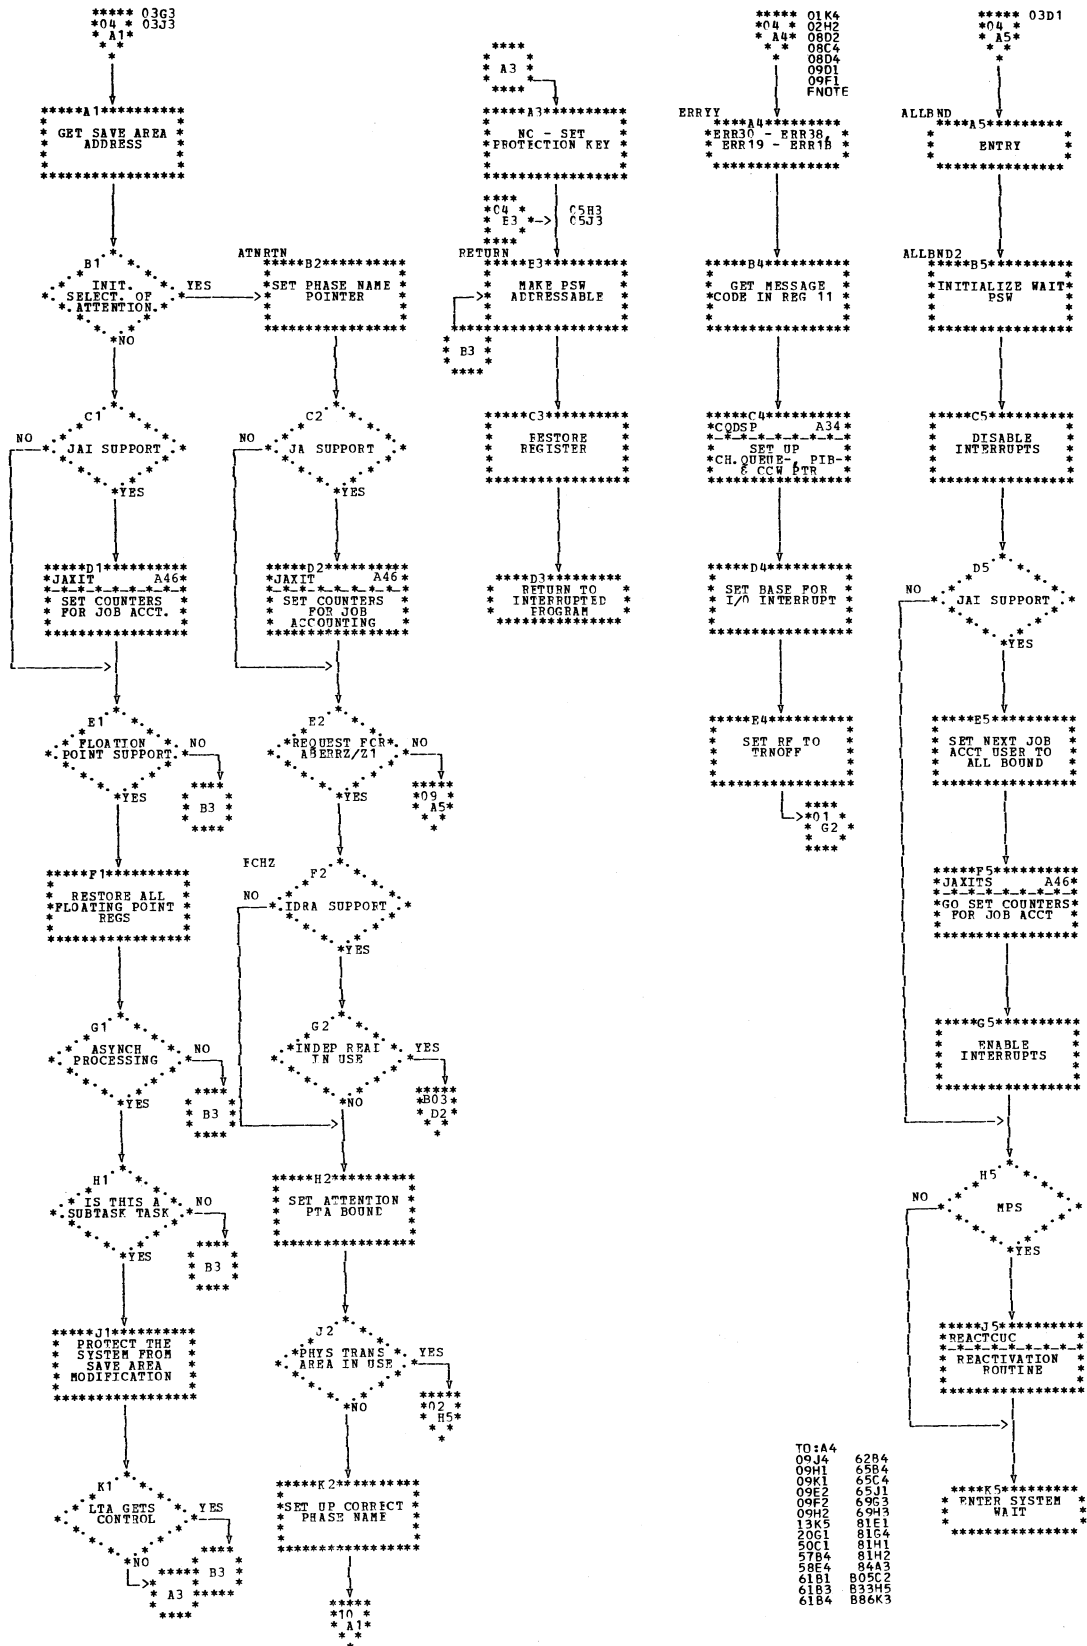 03G3
03J3
04
A1
A1
GET SAVE AREA
ADDRESS
B1
INIT.
SELECT. OF
ATTENTION.
YES
NO
C1
JAI SUPPORT
NO
YES
D1
JAXIT A46
SET COUNTERS
FOR JOB ACCT.
E1
FLOATION
POINT SUPPORT
NO
B3
YES
F1
RESTORE ALL
FLOATING POINT
REGS
G1
ASYNCH
PROCESSING
NO
B3
YES
H1
IS THIS A
SUBTASK TASK
NO
B3
YES
J1
PROTECT THE
SYSTEM FROM
SAVE AREA
MODIFICATION
K1
LTA GETS
CONTROL
YES
B3
NO
A3
ATNRTN
B2
SET PHASE NAME
POINTER
C2
JA SUPPORT
NO
YES
D2
JAXIT A46
SET COUNTERS
FOR JOB
ACCOUNTING
E2
REQUEST FCR
ABERRZ/Z1
NO
09
A5
YES
FCHZ
F2
IDRA SUPPORT
NO
YES
G2
INDEP REAI
IN USE
YES
B03
D2
NO
H2
SET ATTENTION
PTA BOUND
J2
PHYS TRANS
AREA IN USE
YES
02
H5
NO
K2
SET UP CORRECT
PHASE NAME
10
A1
A3
A3
NC - SET
PROTECTION KEY
C4
E3
C5H3
C5J3
RETURN
E3
MAKE PSW
ADDRESSABLE
B3
C3
FESTORE
REGISTER
D3
RETURN TO
INTERRUPTED
PROGRAM
04
A4
01K4
02H2
08D2
08C4
08D4
09D1
09F1
FNOTE
ERRYY
A4
ERR30 - ERR38,
ERR19 - ERR1B
B4
GET MESSAGE
CODE IN REG 11
C4
CQDSP A34
SET UP
CH.QUEUE-, PIB-
& CCW PTR
D4
SET BASE FOR
I/O INTERRUPT
E4
SET RF TO
TRNOFF
01
G2
04
A5
03D1
ALLBND
A5
ENTRY
ALLBND2
B5
INITIALIZE WAIT
PSW
C5
DISABLE
INTERRUPTS
D5
JAI SUPPORT
NO
YES
E5
SET NEXT JOB
ACCT USER TO
ALL BOUND
F5
JAXITS A46
GO SET COUNTERS
FOR JOB ACCT
G5
ENABLE
INTERRUPTS
H5
MPS
NO
YES
J5
REACTCUC
REACTIVATION
ROUTINE
K5
ENTER SYSTEM
WAIT
TO:A4
09J4 62B4
09H1 65B4
09K1 65C4
09E2 65J1
09F2 69G3
09H2 69H3
13K5 81E1
20G1 81G4
50C1 81H1
57B4 81H2
58E4 84A3
61B1 B05C2
61B3 B33H5
61B4 B86K3